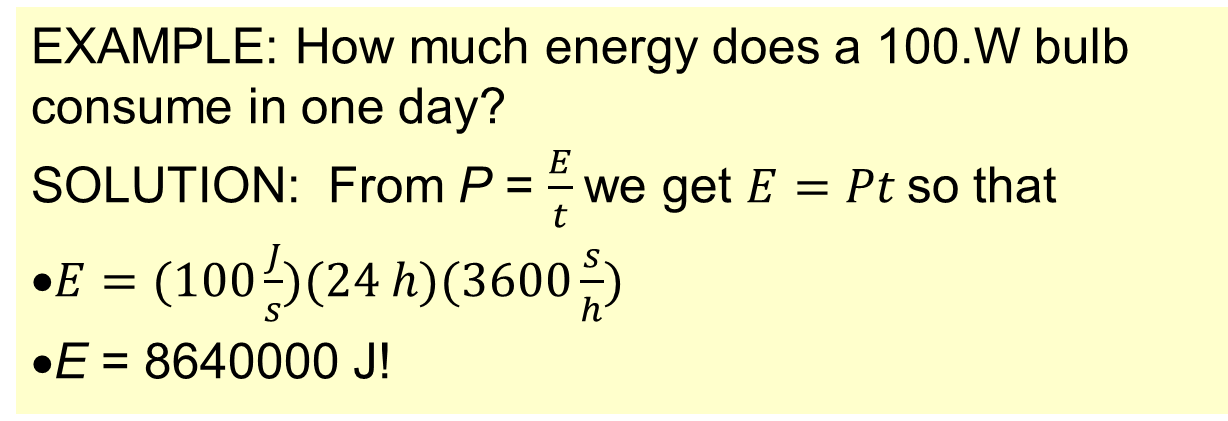 EXAMPLE: How much energy does a 100.W bulb
consume in one day?
SOLUTION: From P = E/t we get E = Pt so that
•E = (100 J/s)(24 h)(3600 s/h)
•E = 8640000 J!